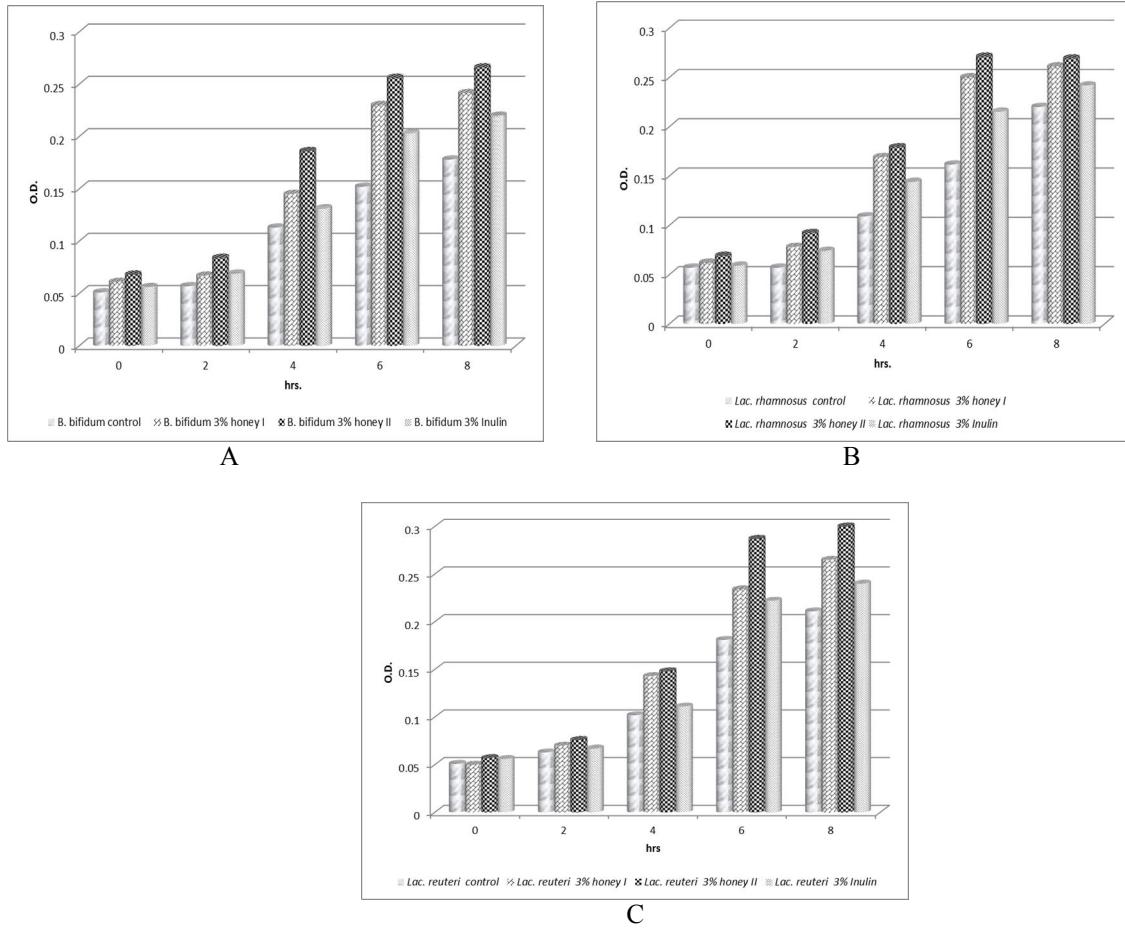 0.3
0.25
0.2
0.15
0.1
0.05
0
O.D.
0 2 4 6 8
hrs.
B. bifidum control B. bifidum 3% honey I B. bifidum 3% honey II B. bifidum 3% Inulin
A
0.3
0.25
0.2
0.15
0.1
0.05
0
O.D.
0 2 4 6 8
hrs.
Lac. rhamnosus control Lac. rhamnosus 3% honey I
Lac. rhamnosus 3% honey II Lac. rhamnosus 3% Inulin
B
0.3
0.25
0.2
0.15
0.1
0.05
0
O.D.
0 2 4 6 8
hrs
Lac. reuteri control Lac. reuteri 3% honey I Lac. reuteri 3% honey II Lac. reuteri 3% Inulin
C